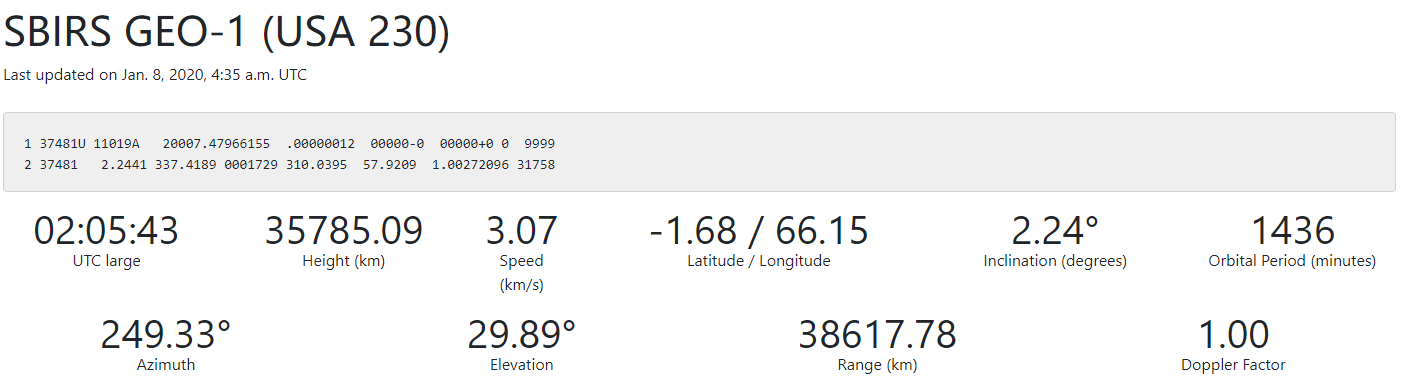 SBIRS GEO-1 (USA 230)
Last updated on Jan. 8, 2020, 4:35 a.m. UTC
1 37481U 11019A   20007.47966155  .00000012  00000-0  00000+0 0  9999
2 37481   2.2441 337.4189 0001729 310.0395  57.9209  1.00272096 31758
02:05:43 35785.09 3.07 -1.68 / 66.15 2.24° 1436
UTC large Height (km) Speed Latitude / Longitude Inclination (degrees) Orbital Period (minutes)
(km/s)
249.33° 29.89° 38617.78 1.00
Azimuth Elevation Range (km) Doppler Factor